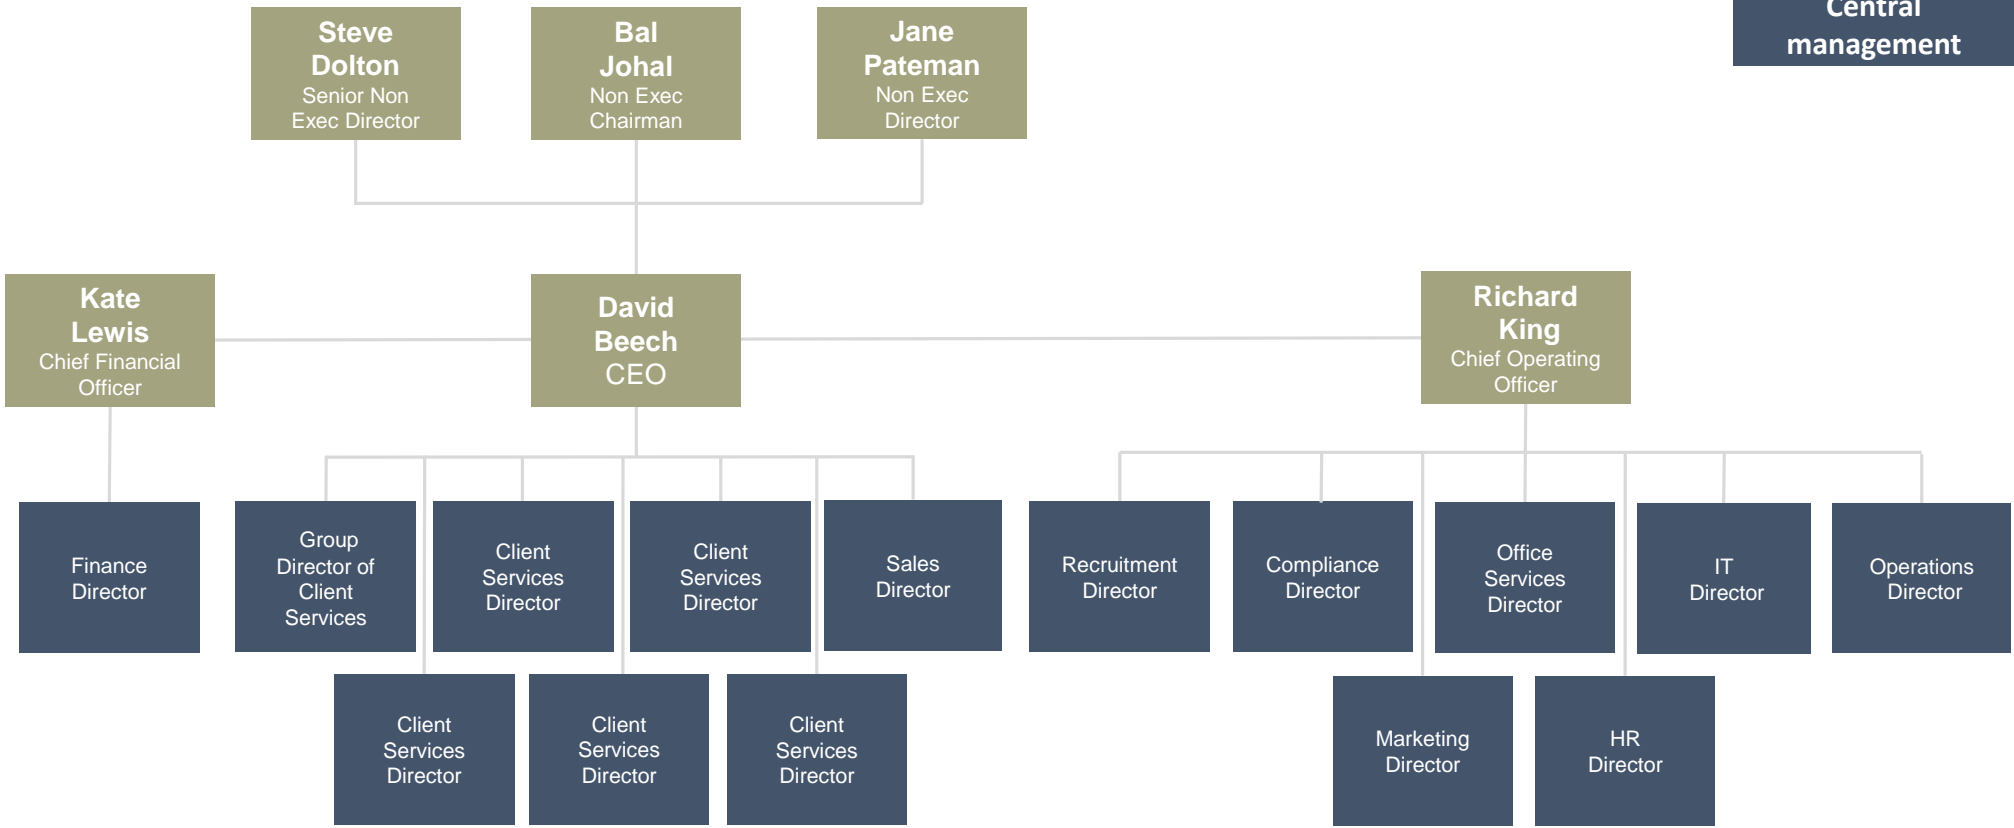 Central
management
Steve
Dolton
Senior Non
Exec Director
Bal
Johal
Non Exec
Chairman
Jane
Pateman
Non Exec
Director
Kate
Lewis
Chief Financial
Officer
David
Beech
CEO
Richard
King
Chief Operating
Officer
Finance
Director
Group
Director of
Client
Services
Client
Services
Director
Client
Services
Director
Sales
Director
Recruitment
Director
Compliance
Director
Office
Services
Director
IT
Director
Operations
Director
Client
Services
Director
Client
Services
Director
Client
Services
Director
Marketing
Director
HR
Director